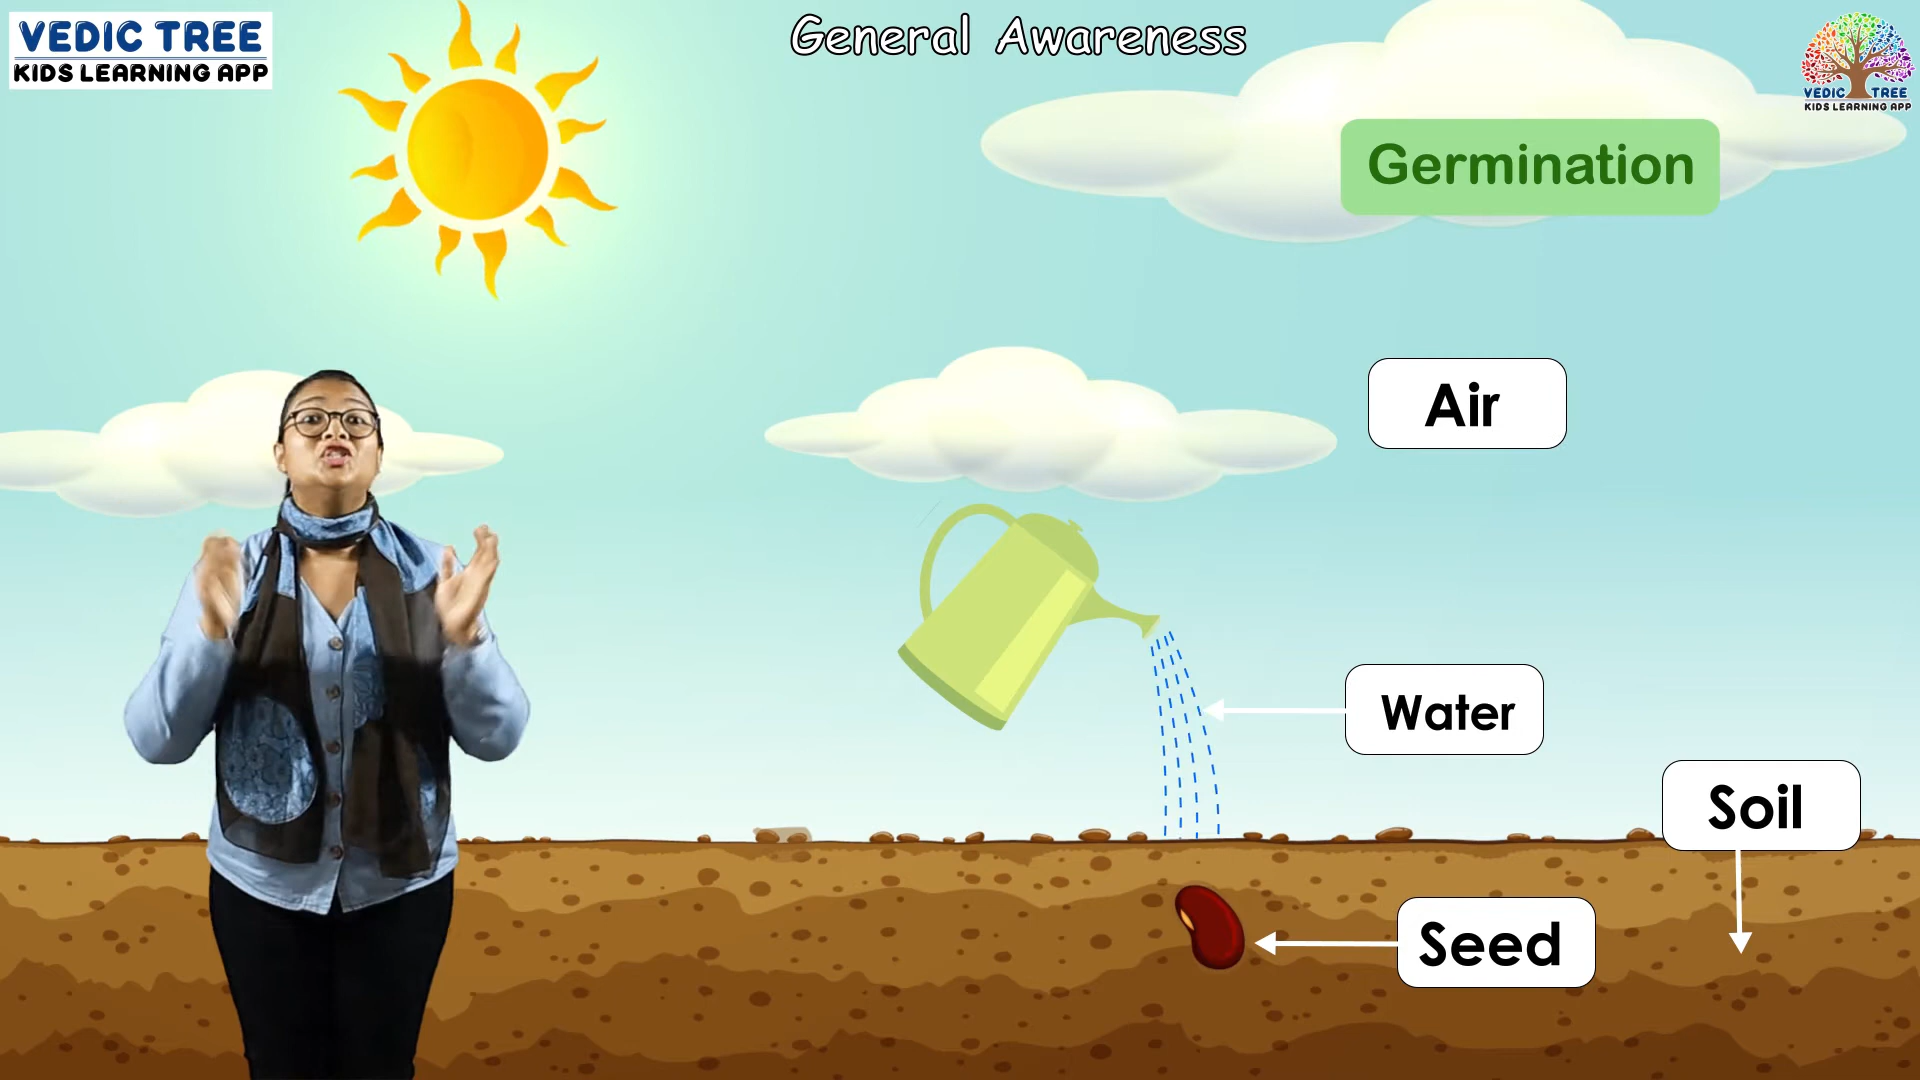 VEDIC TREE
KIDS LEARNING APP
General Awareness
VEDIC TREE
KIDS LEARNING APP
Germination
Air
Water
Soil
Seed